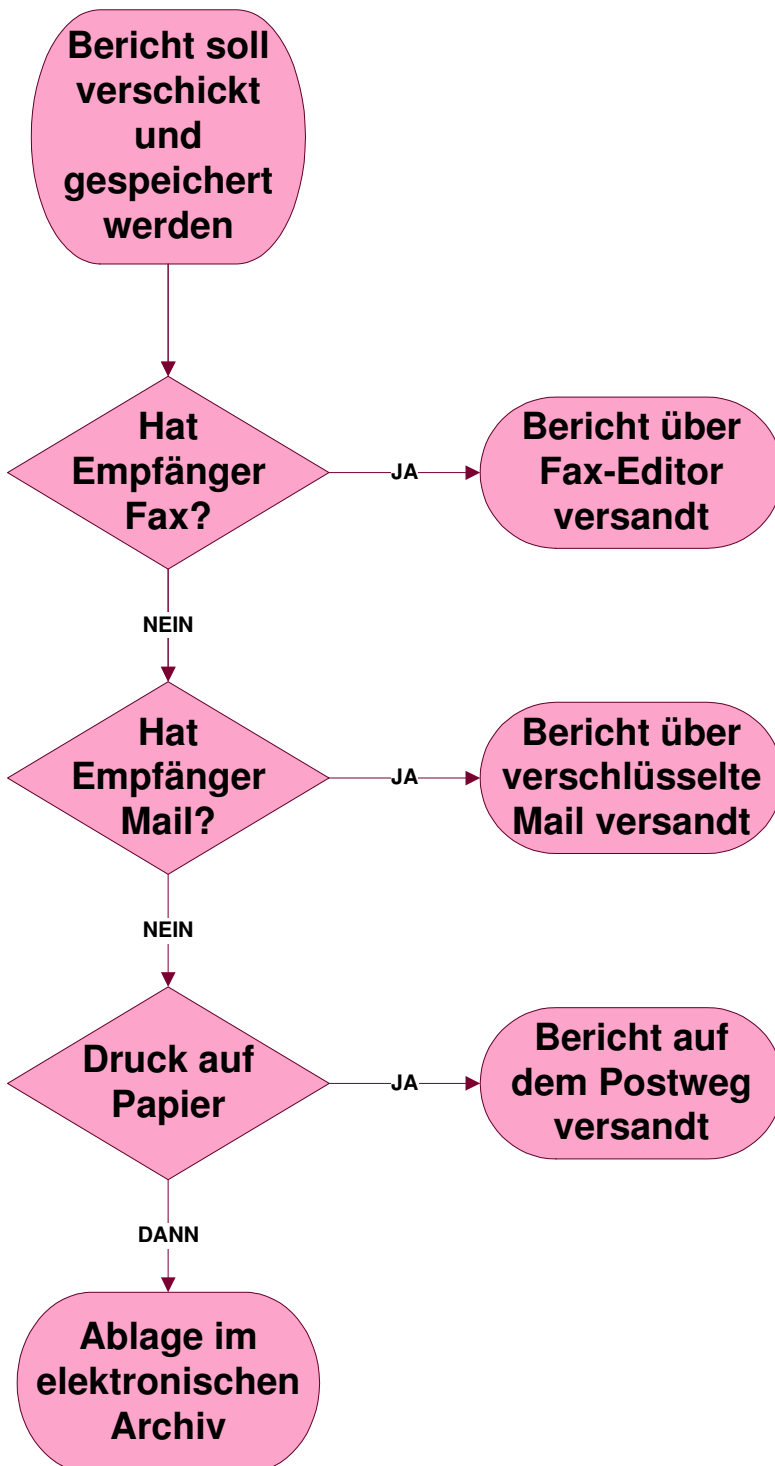 Bericht soll
verschickt
und
gespeichert
werden
Hat
Empfänger
Fax?
JA
Bericht über
Fax-Editor
versandt
NEIN
Hat
Empfänger
Mail?
JA
Bericht über
verschlüsselte
Mail versandt
NEIN
Druck auf
Papier
JA
Bericht auf
dem Postweg
versandt
DANN
Ablage im
elektronischen
Archiv